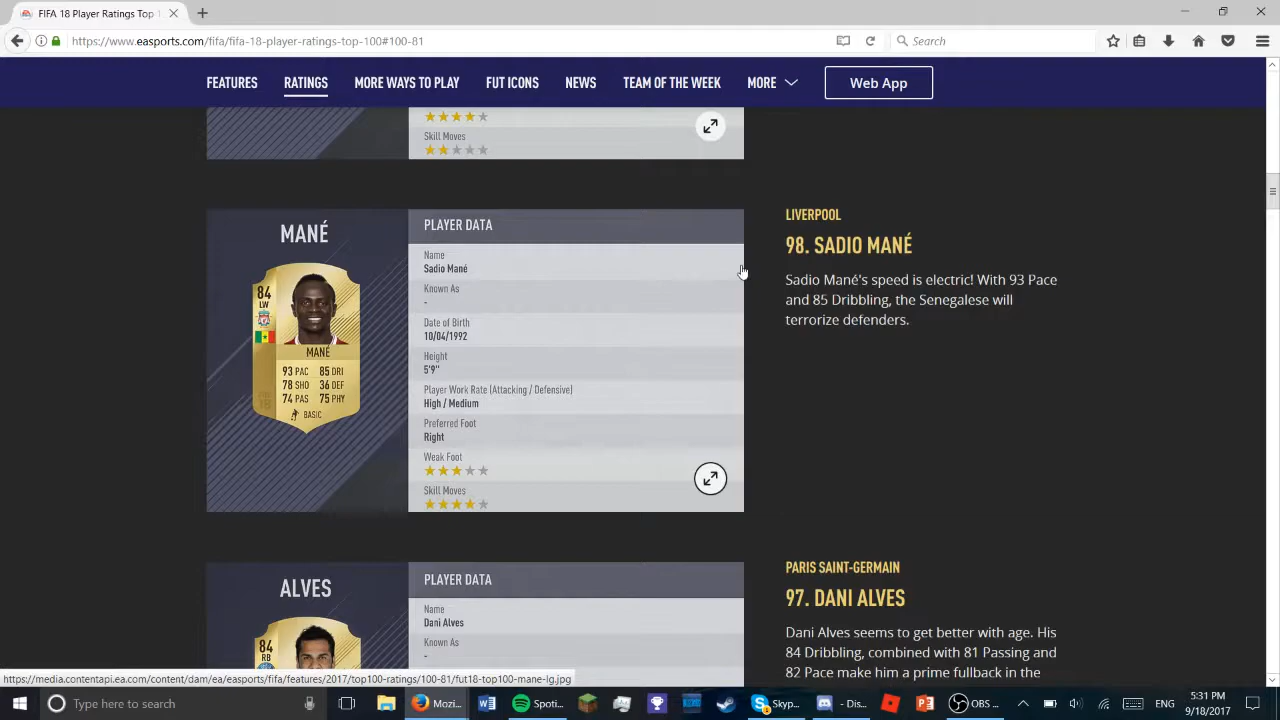 FIFA 18 Ratings Top 1
https://www.easports.com/fifa/fifa-18-player-ratings-top-100#100-81
Search
FEATURES RATINGS MORE WAYS TO PLAY FUT ICONS NEWS TEAM OF THE WEEK MORE Web App
Skill Moves
MANÉ
84
LW
MANÉ
93 PAC 85 DRI
78 SHO 36 DEF
74 PAS 75 PHY
BASIC
PLAYER DATA
Name
Sadio Mané
Known As
-
Date of Birth
10/04/1992
Height
5'9"
Player Work Rate (Attacking / Defensive)
High / Medium
Preferred Foot
Right
Weak Foot
Skill Moves
LIVERPOOL
98. SADIO MANÉ
Sadio Mané's speed is electric! With 93 Pace
and 85 Dribbling, the Senegalese will
terrorize defenders.
ALVES
84
RB
PLAYER DATA
Name
Dani Alves
Known As
-
PARIS SAINT-GERMAIN
97. DANI ALVES
Dani Alves seems to get better with age. His
84 Dribbling, combined with 81 Passing and
82 Pace make him a prime fullback in the
https://media.contentapi.ea.com/content/dam/ea/easports/fifa/features/2017/top100-ratings/100-81/fut18-top100-mane-lg.jpg
Type here to search
Mozi...
Spoti...
Skyp...
- Dis...
OBS ...
ENG
5:31 PM
9/18/2017